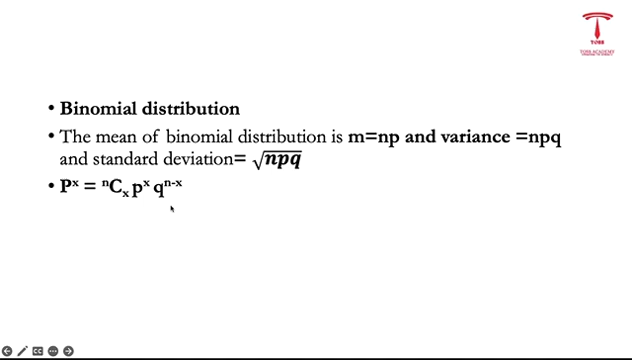 TORR
• Binomial distribution
• The mean of binomial distribution is m=np and variance =npq
and standard deviation= √npq
• Pˣ = ⁿCₓ pˣ qⁿ⁻ˣ